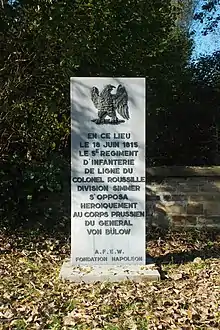 EN CE LIEU
LE 18 JUIN 1815
LE 5E REGIMENT
D'INFANTERIE
DE LIGNE DU
COLONEL ROUSSILLE
DIVISION SIMMER
S'OPPOSA
HEROIQUEMENT
AU CORPS PRUSSIEN
DU GENERAL
VON BÜLOW
A.F.E.W.
FONDATION NAPOLEON